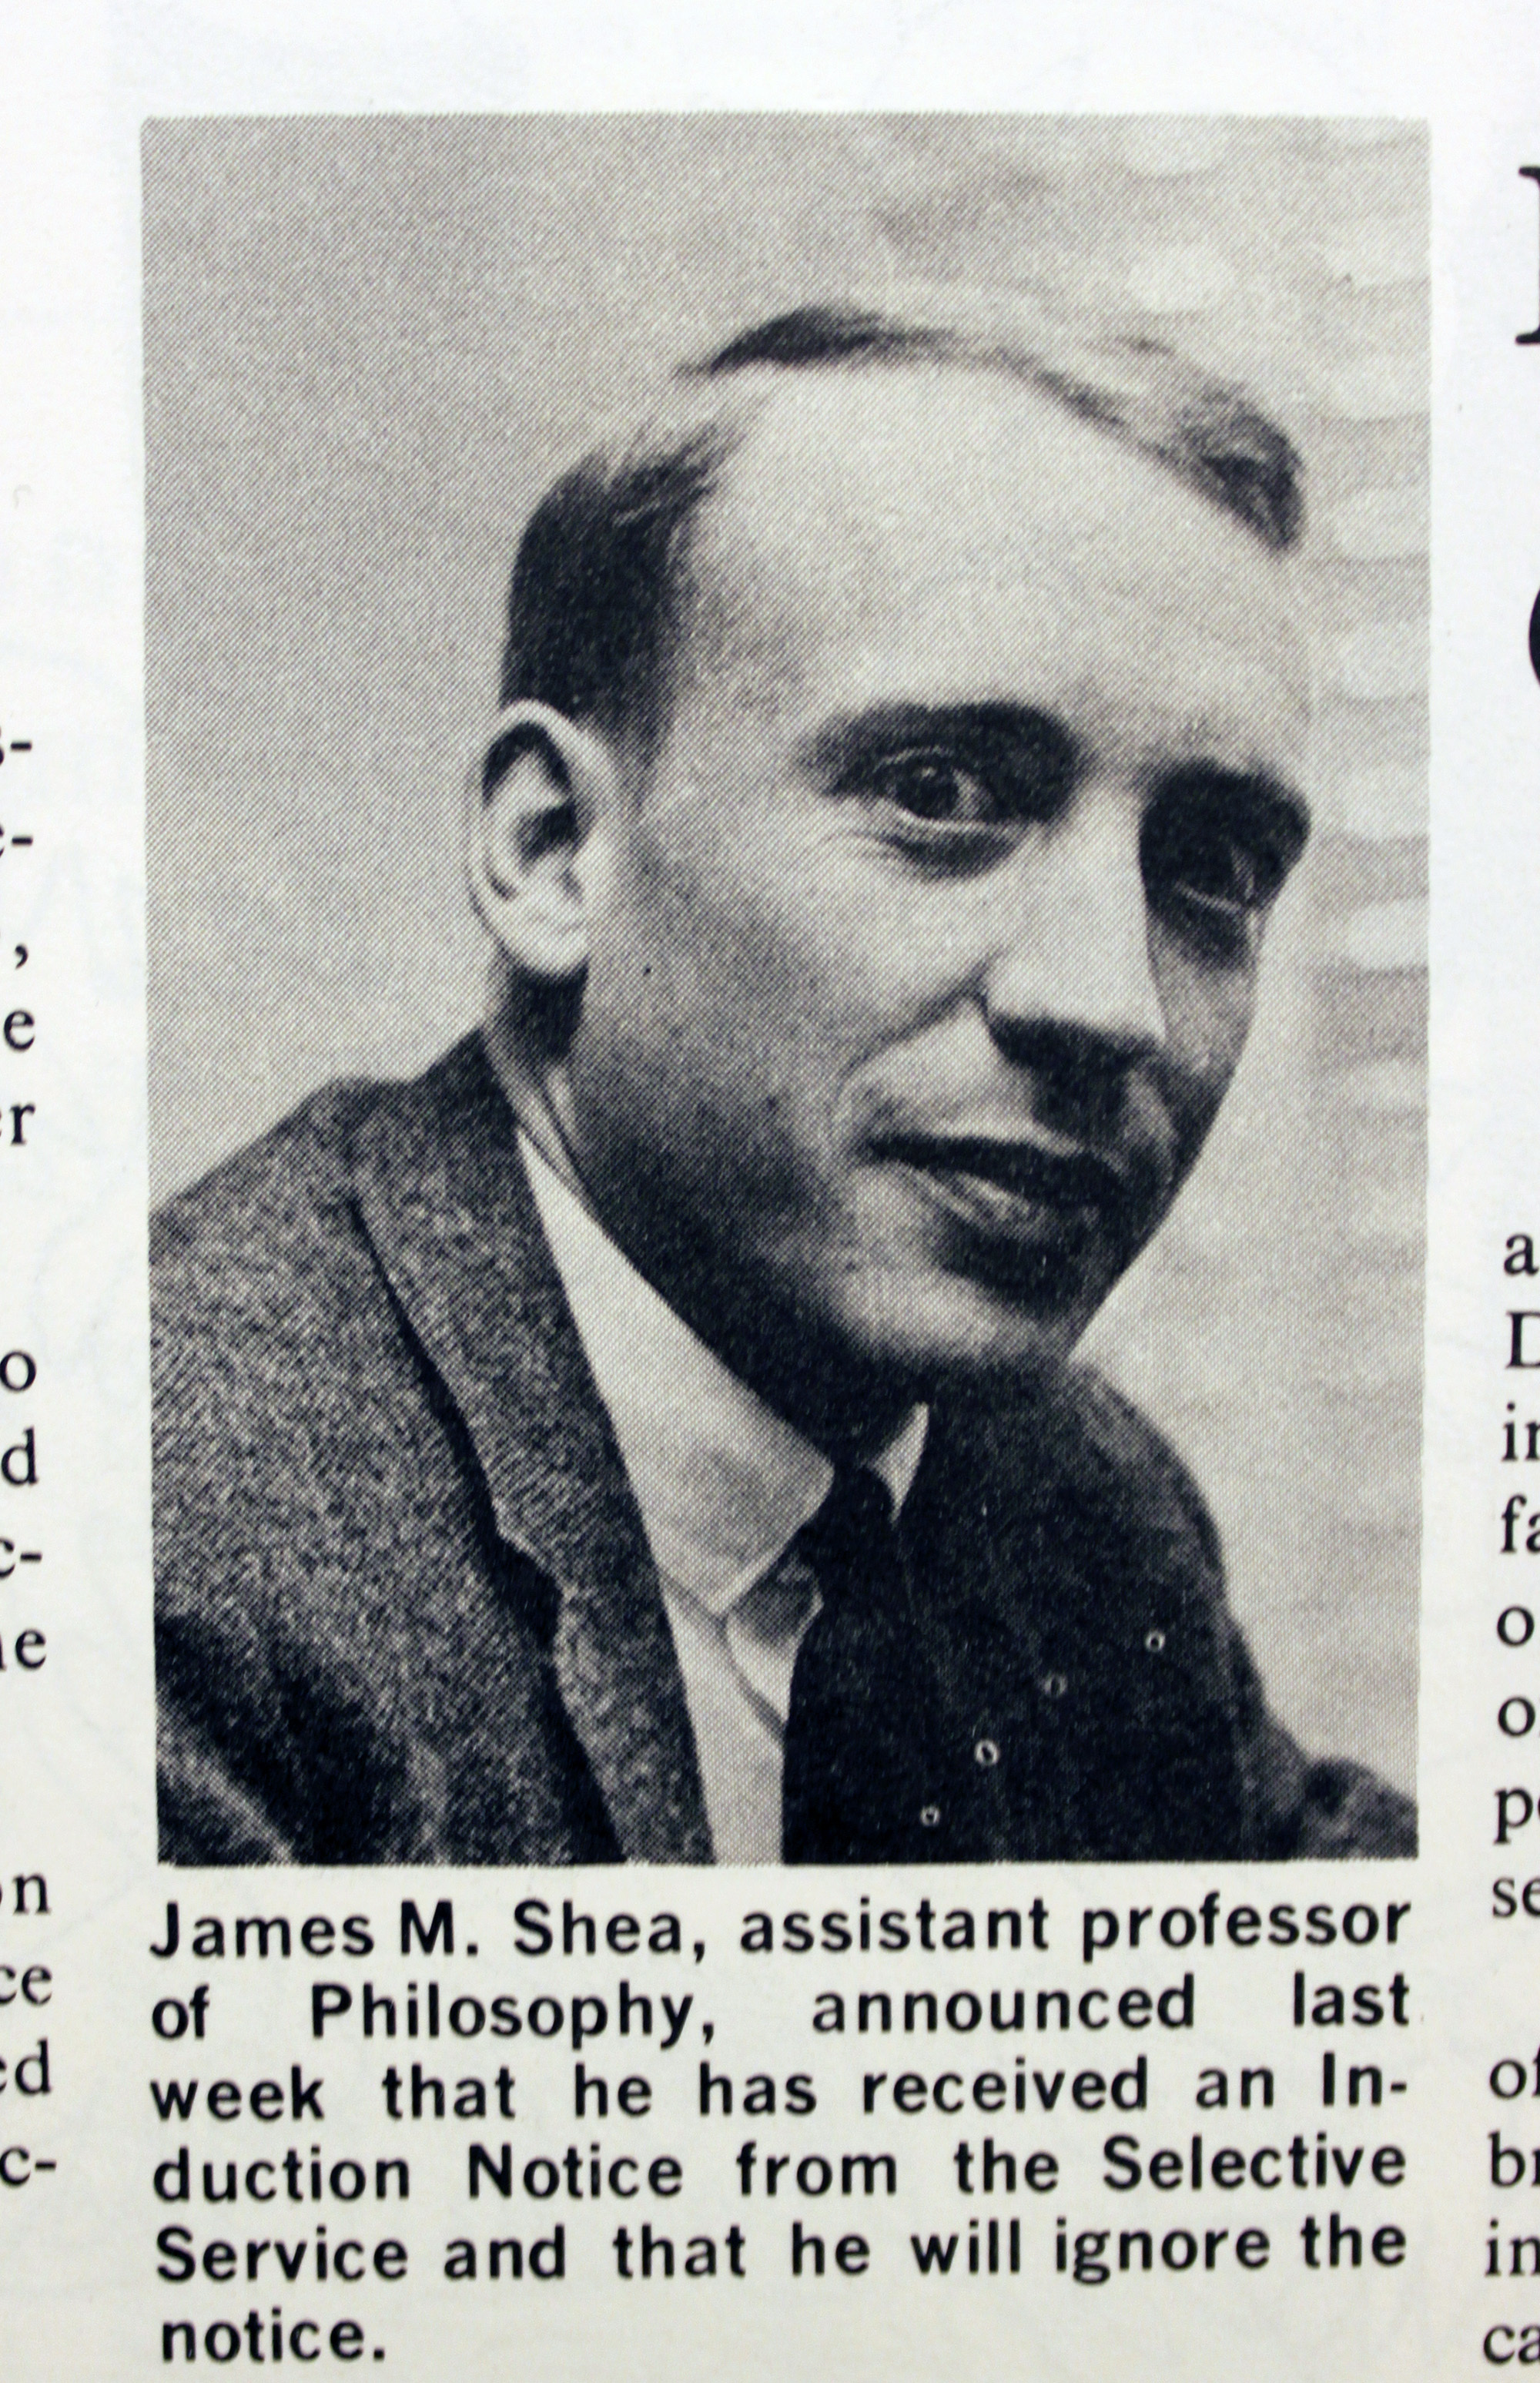 James M. Shea, assistant professor
of Philosophy, announced last
week that he has received an In-
duction Notice from the Selective
Service and that he will ignore the
notice.